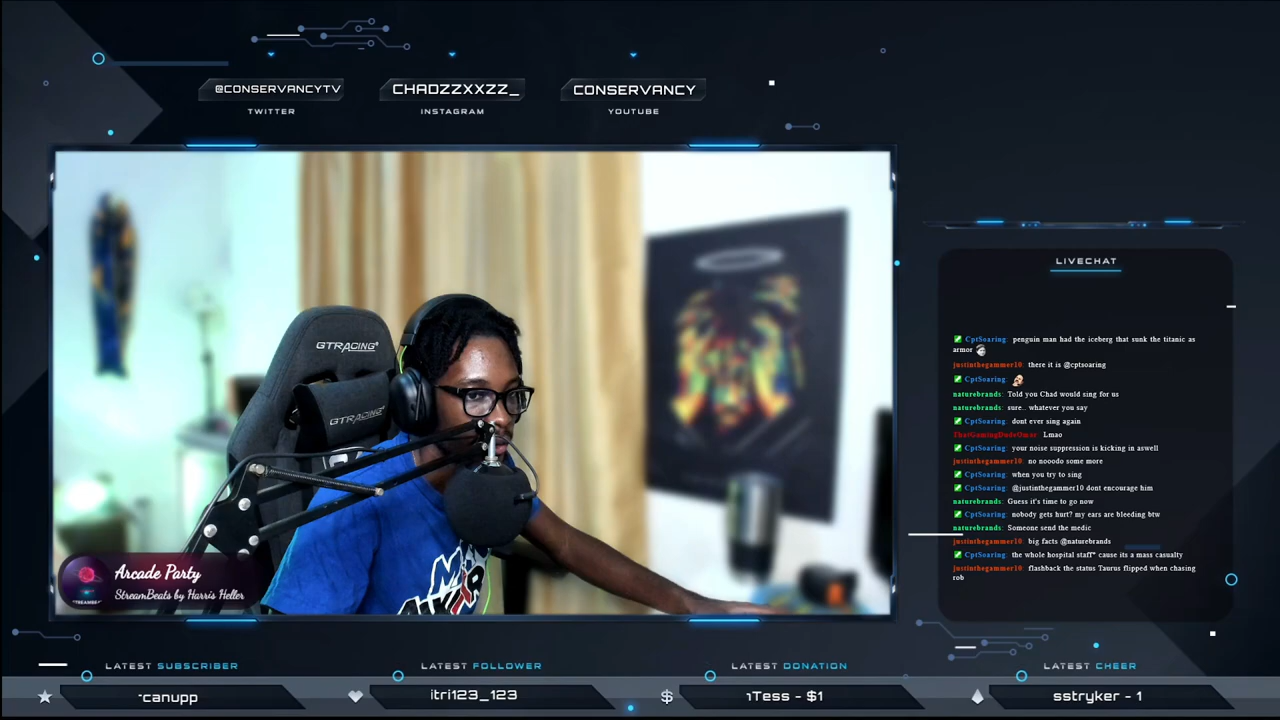 @CONSERVANCYTV
TWITTER
CHADZZXXZZ_
INSTAGRAM
CONSERVANCY
YOUTUBE
GTRACING
GTRACING
Arcade Party
StreamBeats by Harris Heller
LIVECHAT
CptSoaring: penguin man had the iceberg that sunk the titanic as
armor
justinthegammer10: there it is @cptsoaring
CptSoaring:
naturebrands: Told you Chad would sing for us
naturebrands: sure.. whatever you say
CptSoaring: dont ever sing again
ThatGamingDudeOmar: Lmao
CptSoaring: your noise suppression is kicking in aswell
justinthegammer10: no nooodo some more
CptSoaring: when you try to sing
CptSoaring: @justinthegammer10 dont encourage him
naturebrands: Guess it's time to go now
CptSoaring: nobody gets hurt? my ears are bleeding btw
naturebrands: Someone send the medic
justinthegammer10: big facts @naturebrands
CptSoaring: the whole hospital staff* cause its a mass casualty
justinthegammer10: flashback the status Taurus flipped when chasing
rob
LATEST SUBSCRIBER
canupp
LATEST FOLLOWER
itri123_123
LATEST DONATION
Tess - $1
LATEST CHEER
sstryker - 1